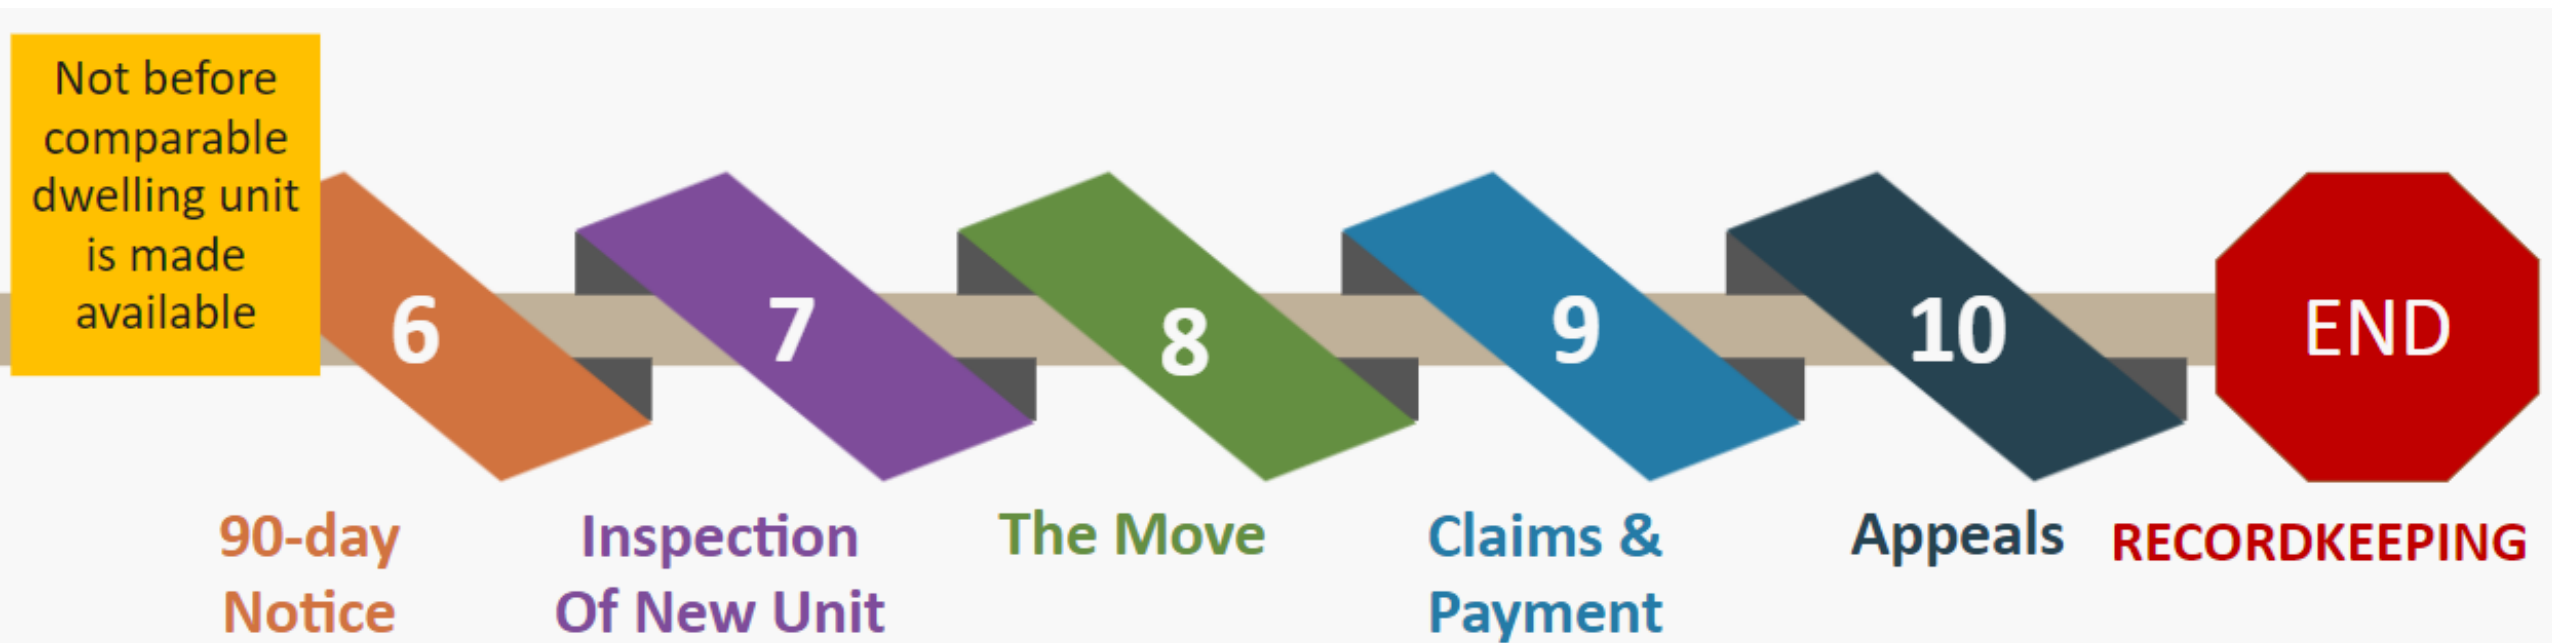 Not before
comparable
dwelling unit
is made
available
6
7
8
9
10
END
90-day
Notice
Inspection
Of New Unit
The Move
Claims &
Payment
Appeals
RECORDKEEPING